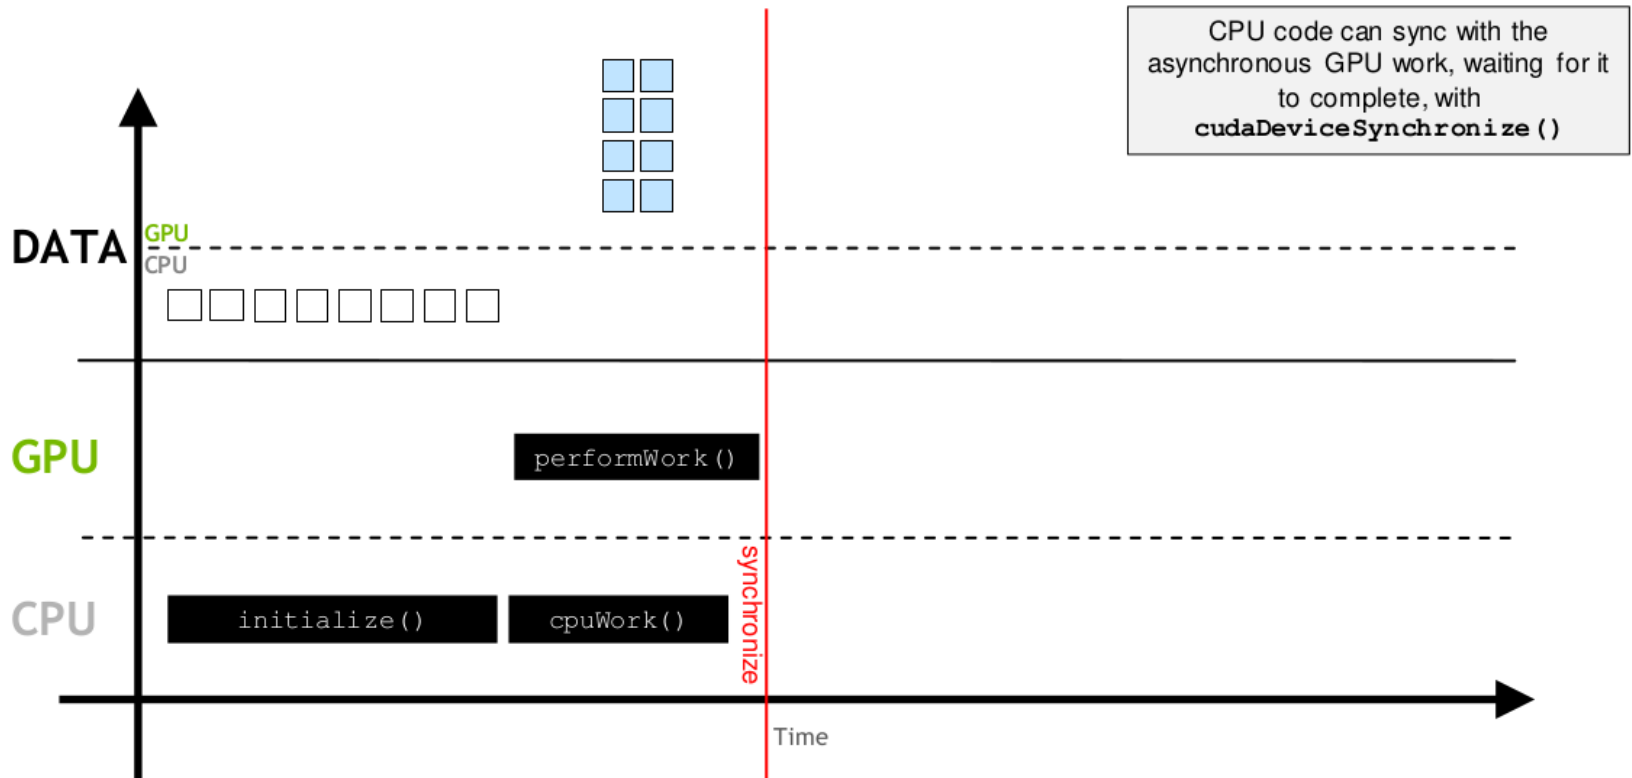 CPU code can sync with the
asynchronous GPU work, waiting for it
to complete, with
cudaDeviceSynchronize()
DATA
GPU
CPU
GPU
performWork()
synchronize
CPU
initialize()
cpuWork()
Time